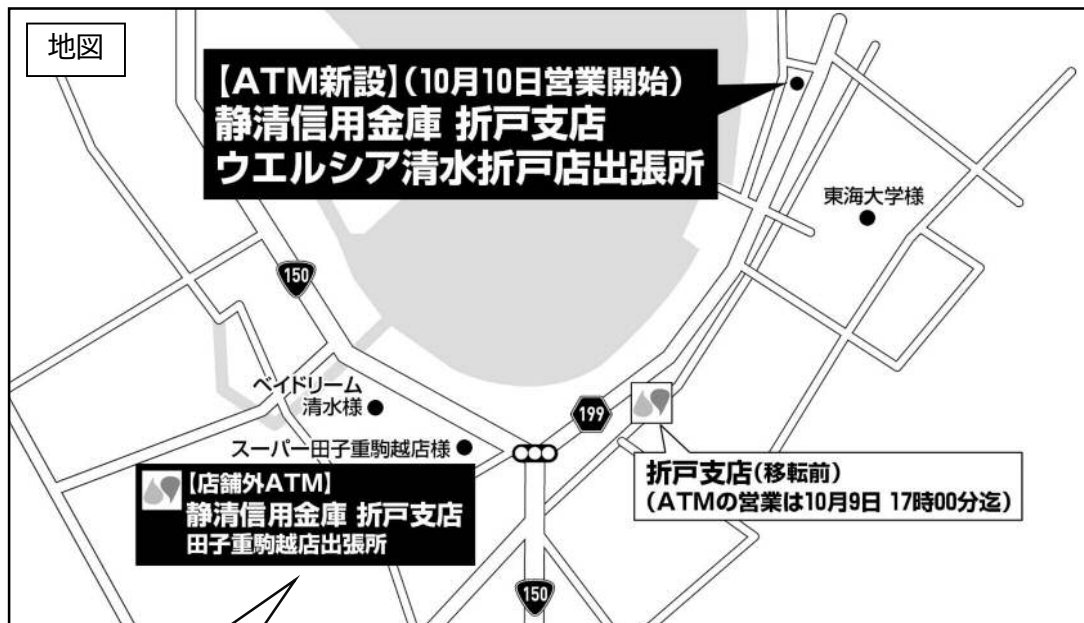 地図
【ATM新設】(10月10日営業開始)
静清信用金庫 折戸支店
ウエルシア清水折戸店出張所
東海大学様
150
ベイドリーム
清水様
199
スーパー田子重駒越店様
【店舗外ATM】
静清信用金庫 折戸支店
田子重駒越店出張所
折戸支店(移転前)
(ATMの営業は10月9日 17時00分迄)
150